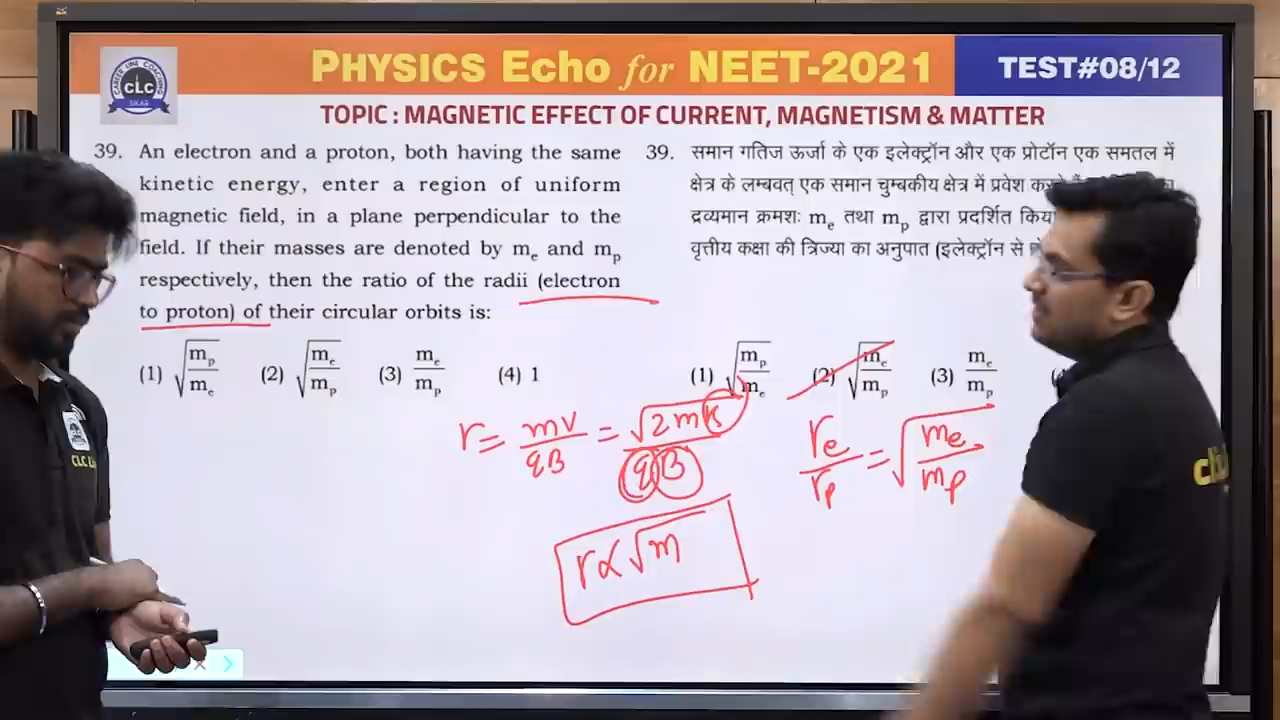 PHYSICS Echo for NEET-2021
TEST#08/12
CAREER LINE COACHING
CLC
SIKAR
TOPIC : MAGNETIC EFFECT OF CURRENT, MAGNETISM & MATTER
39. An electron and a proton, both having the same
kinetic energy, enter a region of uniform
magnetic field, in a plane perpendicular to the
field. If their masses are denoted by mₑ and mₚ
respectively, then the ratio of the radii (electron
to proton) of their circular orbits is:
(1) √(mₚ/mₑ) (2) √(mₑ/mₚ) (3) mₑ/mₚ (4) 1
39. समान गतिज ऊर्जा के एक इलेक्ट्रॉन और एक प्रोटॉन एक समतल में
क्षेत्र के लम्बवत् एक समान चुम्बकीय क्षेत्र में प्रवेश
द्रव्यमान क्रमशः mₑ तथा mₚ द्वारा प्रदर्शित
वृत्तीय कक्षा की त्रिज्या का अनुपात (इलेक्ट्रॉन से
(1) √(mₚ/mₑ) (2) √(mₑ/mₚ) (3) mₑ/mₚ
r = mv/qB = √2mk/qB
rₑ/rₚ = √(mₑ/mₚ)
r ∝ √m
CLC